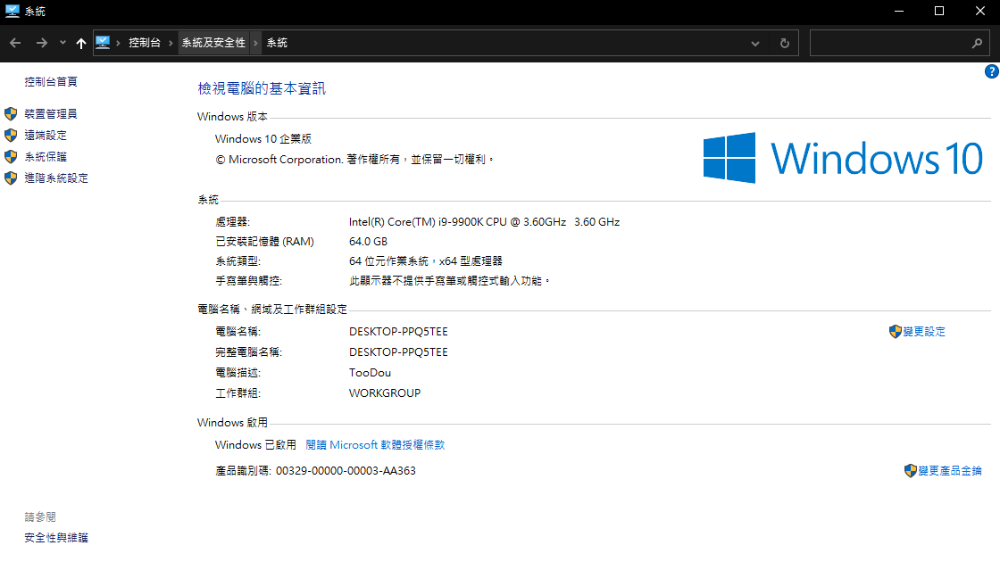 系統
控制台 › 系統及安全性 › 系統
?
控制台首頁
裝置管理員
遠端設定
系統保護
進階系統設定
檢視電腦的基本資訊
Windows 版本
Windows 10 企業版
© Microsoft Corporation. 著作權所有，並保留一切權利。
Windows 10
系統
處理器: Intel(R) Core(TM) i9-9900K CPU @ 3.60GHz 3.60 GHz
已安裝記憶體 (RAM) 64.0 GB
系統類型: 64 位元作業系統，x64 型處理器
手寫筆與觸控: 此顯示器不提供手寫筆或觸控式輸入功能。
電腦名稱、網域及工作群組設定
電腦名稱: DESKTOP-PPQ5TEE 變更設定
完整電腦名稱: DESKTOP-PPQ5TEE
電腦描述: TooDou
工作群組: WORKGROUP
Windows 啟用
Windows 已啟用 閱讀 Microsoft 軟體授權條款
產品識別碼: 00329-00000-00003-AA363 變更產品金鑰
請參閱
安全性與維護